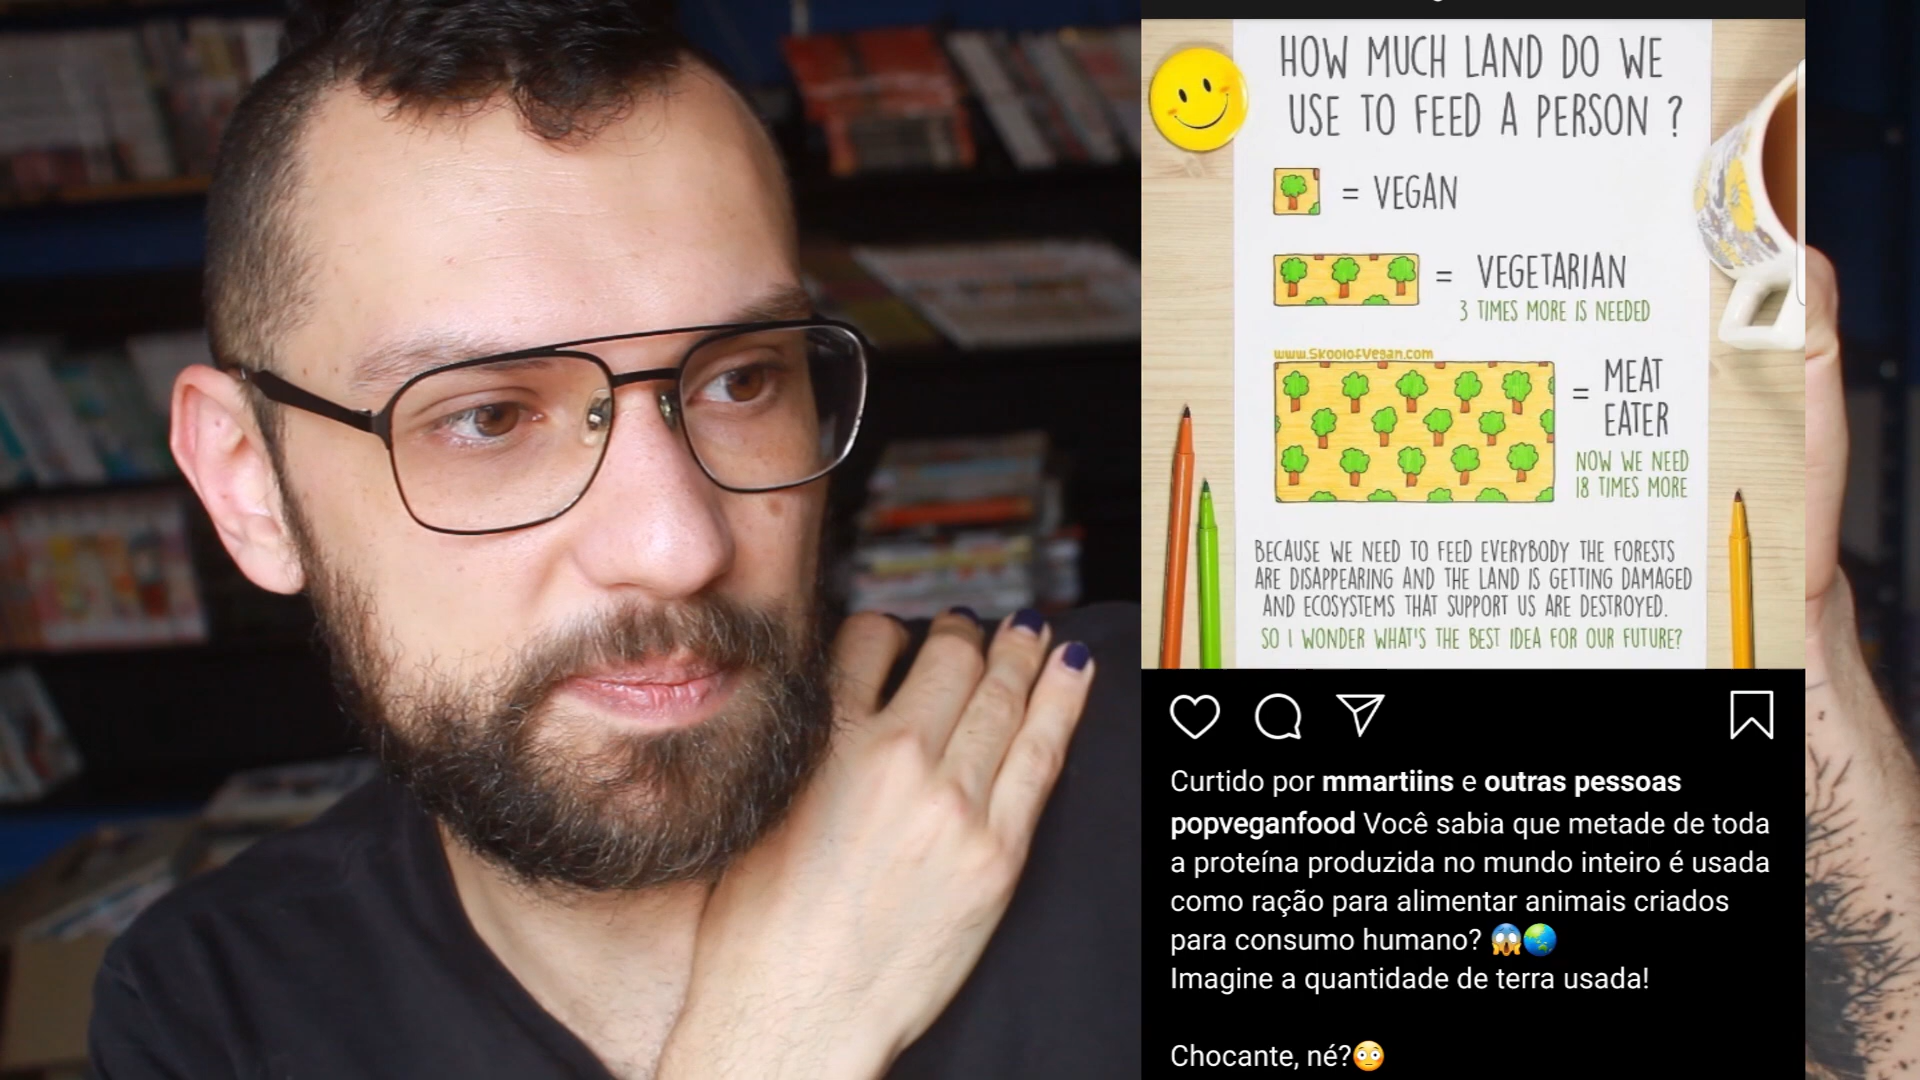 HOW MUCH LAND DO WE
USE TO FEED A PERSON ?
= VEGAN
= VEGETARIAN
3 TIMES MORE IS NEEDED
www.SkoolofVegan.com
= MEAT
EATER
NOW WE NEED
18 TIMES MORE
BECAUSE WE NEED TO FEED EVERYBODY THE FORESTS
ARE DISAPPEARING AND THE LAND IS GETTING DAMAGED
AND ECOSYSTEMS THAT SUPPORT US ARE DESTROYED.
SO I WONDER WHAT'S THE BEST IDEA FOR OUR FUTURE?
Curtido por mmartiins e outras pessoas
popveganfood Você sabia que metade de toda
a proteína produzida no mundo inteiro é usada
como ração para alimentar animais criados
para consumo humano? 😱🌏
Imagine a quantidade de terra usada!
Chocante, né?😳